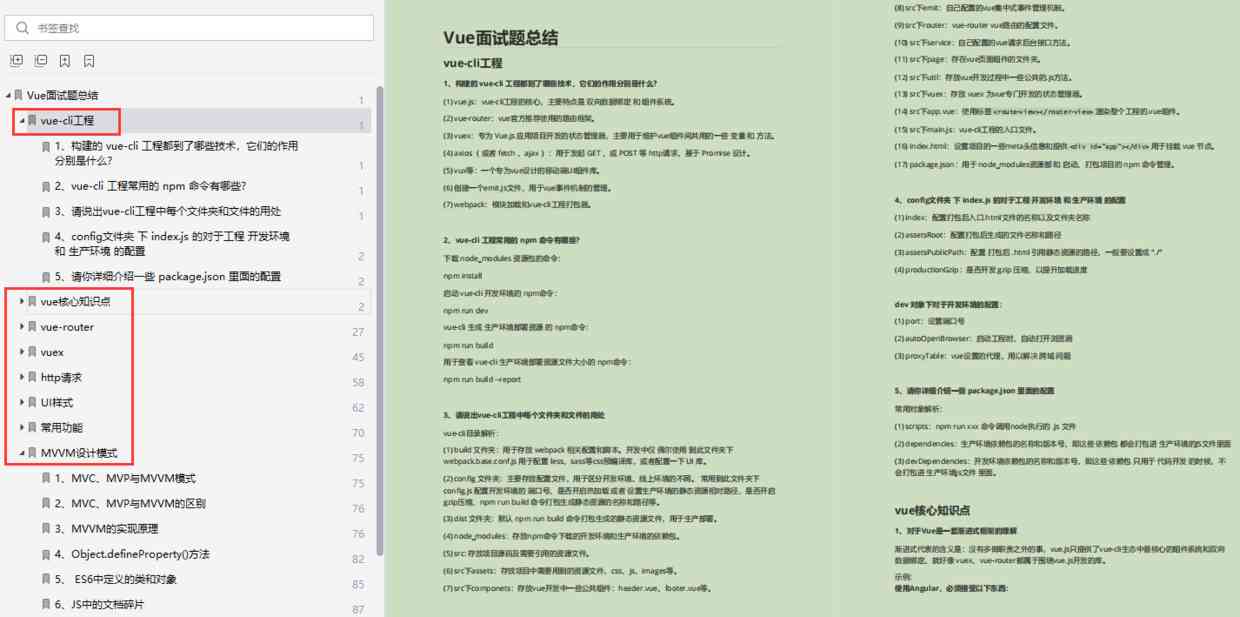 书签查找
Vue面试题总结
1
vue-cli工程
1
1、构建的 vue-cli 工程都到了哪些技术，它们的作用
分别是什么?
1
2、vue-cli 工程常用的 npm 命令有哪些?
1
3、请说出vue-cli工程中每个文件夹和文件的用处
1
4、config文件夹 下 index.js 的对于工程 开发环境
和 生产环境 的配置
2
5、请你详细介绍一些 package.json 里面的配置
2
vue核心知识点
2
vue-router
27
vuex
45
http请求
58
UI样式
62
常用功能
70
MVVM设计模式
75
1、MVC、MVP与MVVM模式
75
2、MVC、MVP与MVVM的区别
76
3、MVVM的实现原理
76
4、Object.defineProperty()方法
82
5、 ES6中定义的类和对象
85
6、JS中的文档碎片
87
Vue面试题总结
vue-cli工程
1、构建的 vue-cli 工程都到了哪些技术，它们的作用分别是什么?
(1) vue.js：vue-cli工程的核心，主要特点是 双向数据绑定 和 组件系统。
(2) vue-router：vue官方推荐使用的路由框架。
(3) vuex：专为 Vue.js 应用项目开发的状态管理器，主要用于维护vue组件间共用的一些 变量 和 方法。
(4) axios（ 或者 fetch 、ajax ）：用于发起 GET 、或 POST 等 http请求，基于 Promise 设计。
(5) vux等：一个专为vue设计的移动端UI组件库。
(6) 创建一个emit.js文件，用于vue事件机制的管理。
(7) webpack：模块加载和vue-cli工程打包器。
2、vue-cli 工程常用的 npm 命令有哪些?
下载 node_modules 资源包的命令：
npm install
启动 vue-cli 开发环境的 npm命令：
npm run dev
vue-cli 生成 生产环境部署资源 的 npm命令：
npm run build
用于查看 vue-cli 生产环境部署资源文件大小的 npm命令：
npm run build --report
3、请说出vue-cli工程中每个文件夹和文件的用处
vue-cli目录解析：
(1) build 文件夹：用于存放 webpack 相关配置和脚本。开发中仅 偶尔使用 到此文件夹下
webpack.base.conf.js 用于配置 less、sass等css预编译库，或者配置一下 UI 库。
(2) config 文件夹：主要存放配置文件，用于区分开发环境、线上环境的不同。 常用到此文件夹下
config.js 配置开发环境的 端口号、是否开启热加载 或者 设置生产环境的静态资源相对路径、是否开启
gzip压缩、npm run build 命令打包生成静态资源的名称和路径等。
(3) dist 文件夹：默认 npm run build 命令打包生成的静态资源文件，用于生产部署。
(4) node_modules：存放npm命令下载的开发环境和生产环境的依赖包。
(5) src: 存放项目源码及需要引用的资源文件。
(6) src下assets：存放项目中需要用到的资源文件，css、js、images等。
(7) src下componets：存放vue开发中一些公共组件：header.vue、footer.vue等。
(8) src下emit：自己配置的vue集中式事件管理机制。
(9) src下router：vue-router vue路由的配置文件。
(10) src下service：自己配置的vue请求后台接口方法。
(11) src下page：存在vue页面组件的文件夹。
(12) src下util：存放vue开发过程中一些公共的.js方法。
(13) src下vuex：存放 vuex 为vue专门开发的状态管理器。
(14) src下app.vue：使用标签<route-view></router-view>渲染整个工程的.vue组件。
(15) src下main.js：vue-cli工程的入口文件。
(16) index.html：设置项目的一些meta头信息和提供<div id="app"></div>用于挂载 vue 节点。
(17) package.json：用于 node_modules资源部 和 启动、打包项目的 npm 命令管理。
4、config文件夹 下 index.js 的对于工程 开发环境 和 生产环境 的配置
(1) index：配置打包后入口.html文件的名称以及文件夹名称
(2) assetsRoot：配置打包后生成的文件名称和路径
(3) assetsPublicPath：配置 打包后 .html 引用静态资源的路径，一般要设置成 "./"
(4) productionGzip：是否开发 gzip 压缩，以提升加载速度
dev 对象下对于开发环境的配置：
(1) port：设置端口号
(2) autoOpenBrowser：启动工程时，自动打开浏览器
(3) proxyTable：vue设置的代理，用以解决 跨域 问题
5、请你详细介绍一些 package.json 里面的配置
常用对象解析：
(1) scripts：npm run xxx 命令调用node执行的 .js 文件
(2) dependencies：生产环境依赖包的名称和版本号，即这些 依赖包 都会打包进 生产环境的JS文件里面
(3) devDependencies：开发环境依赖包的名称和版本号，即这些 依赖包 只用于 代码开发 的时候，不
会打包进 生产环境js文件 里面。
vue核心知识点
1、对于Vue是一套渐进式框架的理解
渐进式代表的含义是：没有多做职责之外的事，vue.js只提供了vue-cli生态中最核心的组件系统和双向
数据绑定，就好像 vuex、vue-router都属于围绕vue.js开发的库。
示例:
使用Angular，必须接受以下东西: